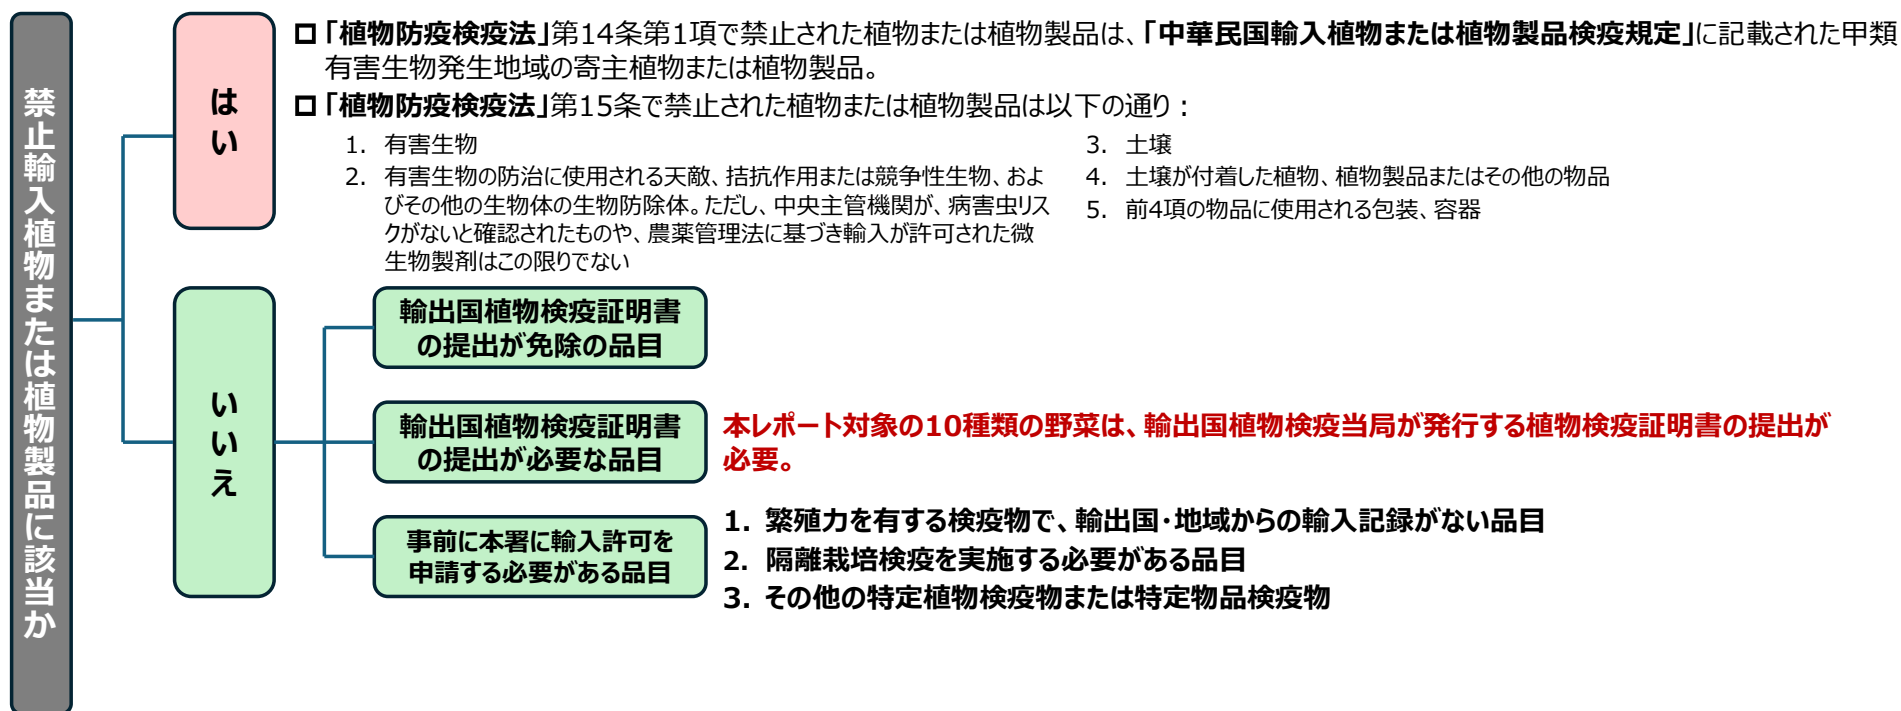 禁止輸入植物または植物製品に該当か
はい
「植物防疫検疫法」第14条第1項で禁止された植物または植物製品は、「中華民国輸入植物または植物製品検疫規定」に記載された甲類
有害生物発生地域の寄主植物または植物製品。
「植物防疫検疫法」第15条で禁止された植物または植物製品は以下の通り：
1. 有害生物
2. 有害生物の防治に使用される天敵、拮抗作用または競争性生物、およ
びその他の生物体の生物防除体。ただし、中央主管機関が、病害虫リス
クがないと確認されたものや、農薬管理法に基づき輸入が許可された微
生物製剤はこの限りでない
3. 土壌
4. 土壌が付着した植物、植物製品またはその他の物品
5. 前4項の物品に使用される包装、容器
いいえ
輸出国植物検疫証明書
の提出が免除の品目
輸出国植物検疫証明書
の提出が必要な品目
本レポート対象の10種類の野菜は、輸出国植物検疫当局が発行する植物検疫証明書の提出が
必要。
事前に本署に輸入許可を
申請する必要がある品目
1. 繁殖力を有する検疫物で、輸出国・地域からの輸入記録がない品目
2. 隔離栽培検疫を実施する必要がある品目
3. その他の特定植物検疫物または特定物品検疫物